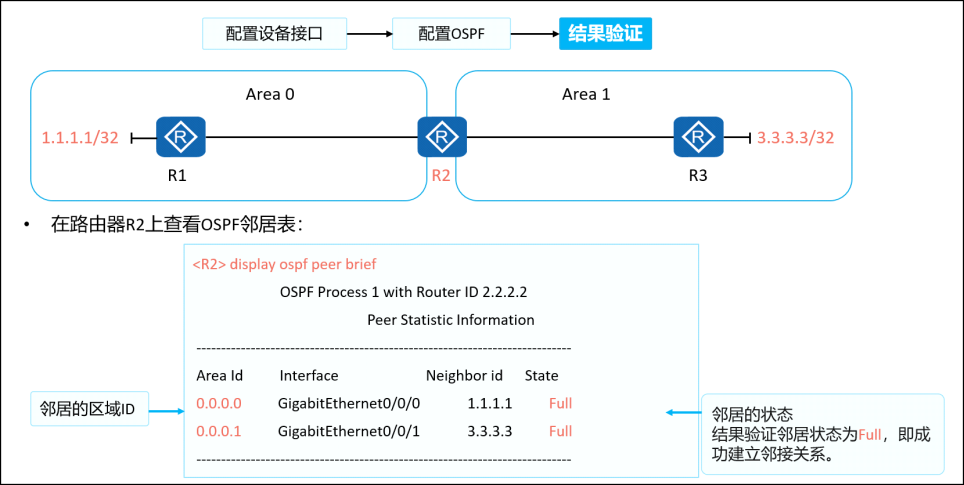 配置设备接口
配置OSPF
结果验证
Area 0
Area 1
1.1.1.1/32
R
R
R
3.3.3.3/32
R1
R2
R3
• 在路由器R2上查看OSPF邻居表：
<R2> display ospf peer brief
OSPF Process 1 with Router ID 2.2.2.2
Peer Statistic Information
----------------------------------------------------------------------------
Area Id Interface Neighbor id State
0.0.0.0 GigabitEthernet0/0/0 1.1.1.1 Full
0.0.0.1 GigabitEthernet0/0/1 3.3.3.3 Full
----------------------------------------------------------------------------
邻居的区域ID
邻居的状态
结果验证邻居状态为Full，即成
功建立邻接关系。